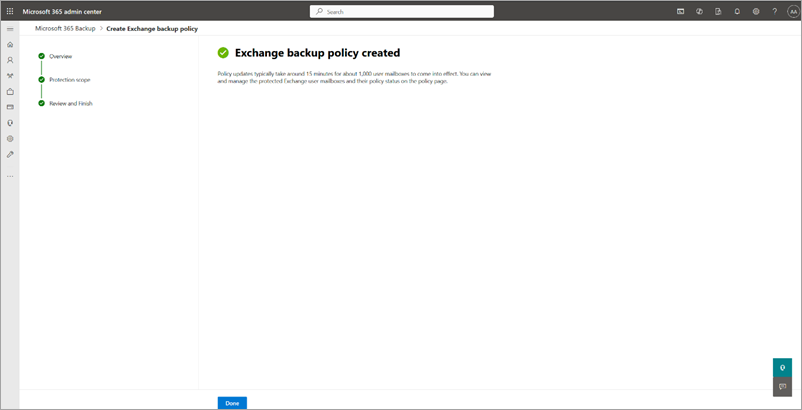 Microsoft 365 admin center
Search
AA
Microsoft 365 Backup > Create Exchange backup policy
Overview
Protection scope
Review and Finish
Exchange backup policy created
Policy updates typically take around 15 minutes for about 1,000 user mailboxes to come into effect. You can view
and manage the protected Exchange user mailboxes and their policy status on the policy page.
Done